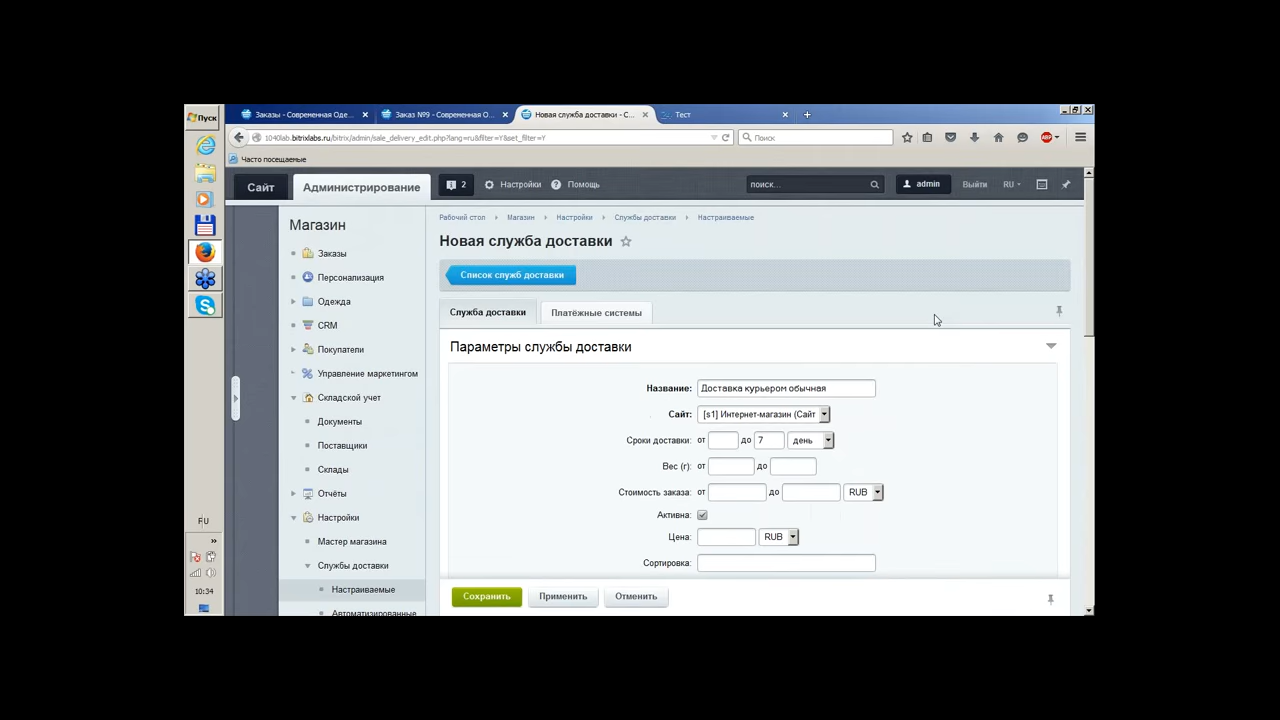 Пуск
Заказы - Современная Оде...
Заказ №9 - Современная О...
Новая служба доставки - С...
Тест
1040lab.bitrixlabs.ru/bitrix/admin/sale_delivery_edit.php?lang=ru&filter=Y&set_filter=Y
Поиск
ABP
Часто посещаемые
Сайт
Администрирование
2
Настройки
Помощь
поиск...
admin
Выйти
RU
Магазин
Заказы
Персонализация
Одежда
CRM
Покупатели
Управление маркетингом
Складской учет
Документы
Поставщики
Склады
Отчёты
Настройки
Мастер магазина
Службы доставки
Настраиваемые
Автоматизированные
Рабочий стол
Магазин
Настройки
Службы доставки
Настраиваемые
Новая служба доставки
Список служб доставки
Служба доставки
Платёжные системы
Параметры службы доставки
Название: Доставка курьером обычная
Сайт: [s1] Интернет-магазин (Сайт
Сроки доставки: от до 7 день
Вес (г): от до
Стоимость заказа: от до RUB
Активна:
Цена: RUB
Сортировка:
Сохранить
Применить
Отменить
RU
10:34